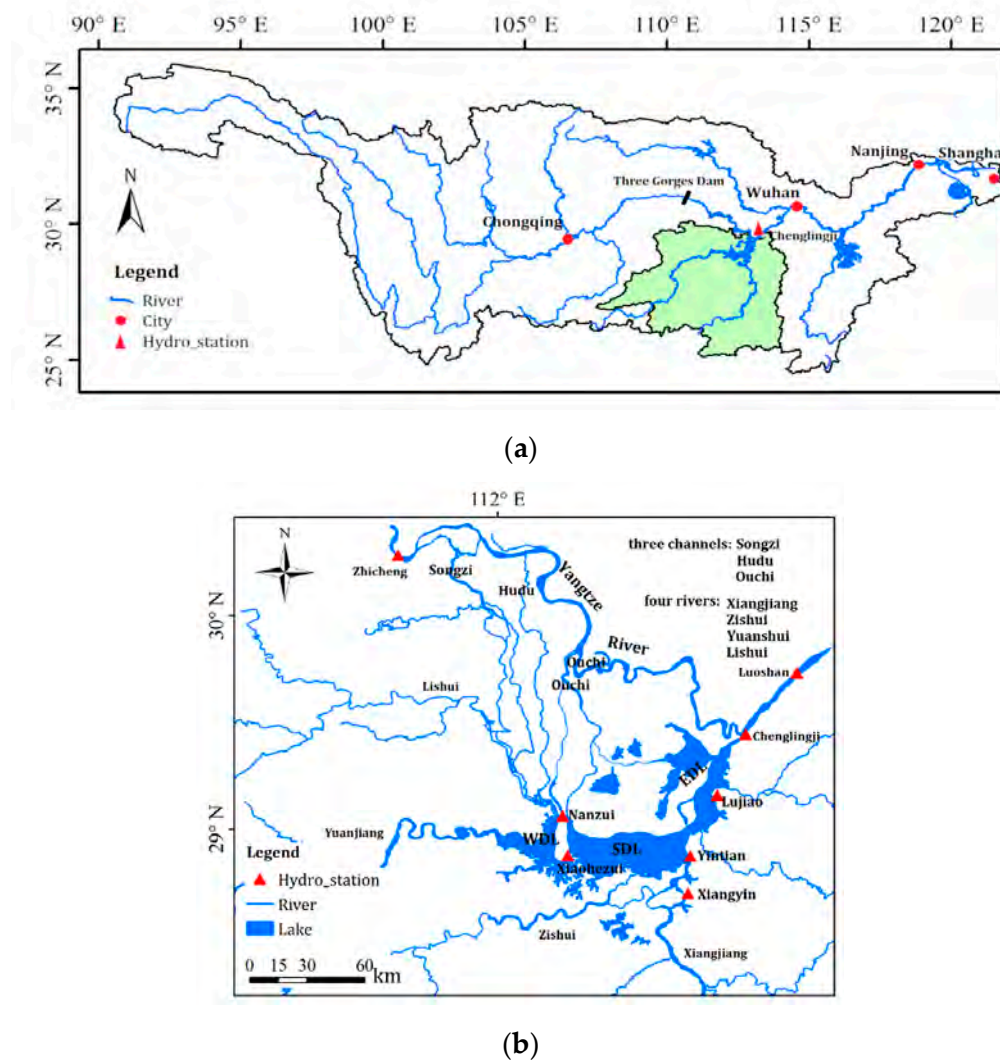 90° E 95° E 100° E 105° E 110° E 115° E 120° E
35° N
30° N
25° N
N
Nanjing
Shangha
Three Gorges Dam
Wuhan
Chongqing
Chenglingji
Legend
River
City
Hydro_station
(a)
112° E
N
three channels: Songzi
Hudu
Ouchi
four rivers: Xiangjiang
Zishui
Yuanshui
Lishui
Zhicheng
Songzi
Hudu
Yangtze
River
30° N
Ouchi
Ouchi
Luoshan
Lishui
Chenglingji
EDL
Lujiao
Nanzui
29° N
Yuanjiang
WDL
SDL
Yintian
Xiaohezui
Xiangyin
Legend
Hydro_station
River
Lake
Zishui
Xiangjiang
0 15 30 60
km
(b)